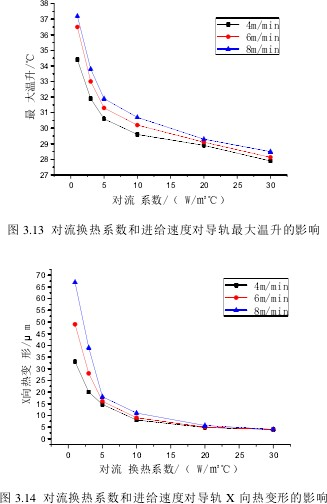 38
37
36
35
34
33
32
31
30
29
28
27
最 大温升/℃
4m/min
6m/min
8m/min
0 5 10 15 20 25 30
对流 系数/（ W/m²℃）
图 3.13 对流换热系数和进给速度对导轨最大温升的影响
70
65
60
55
50
45
40
35
30
25
20
15
10
5
0
X向热变 形/μ m
4m/min
6m/min
8m/min
0 5 10 15 20 25 30
对流 换热系数/（ W/m²℃）
图 3.14 对流换热系数和进给速度对导轨 X 向热变形的影响